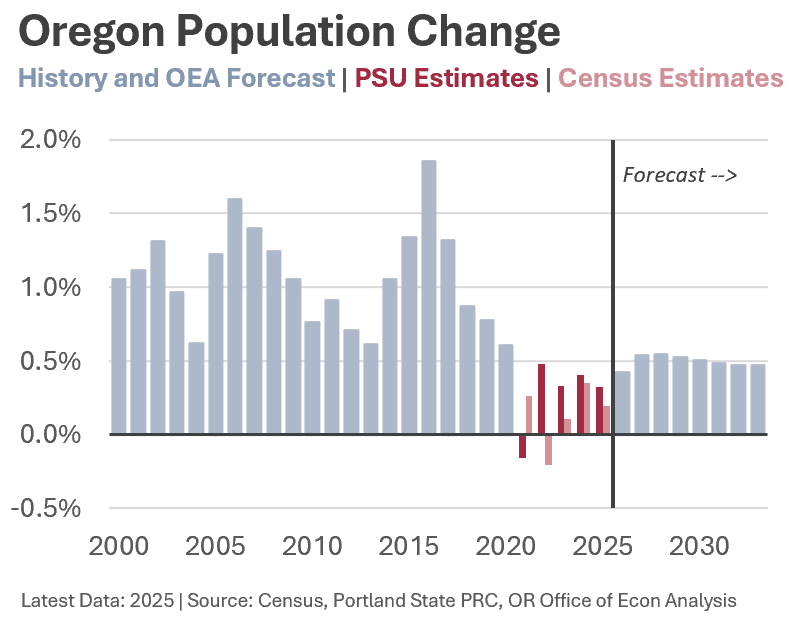 Oregon Population Change
History and OEA Forecast | PSU Estimates | Census Estimates
2.0%
Forecast -->
1.5%
1.0%
0.5%
0.0%
-0.5%
2000 2005 2010 2015 2020 2025 2030
Latest Data: 2025 | Source: Census, Portland State PRC, OR Office of Econ Analysis